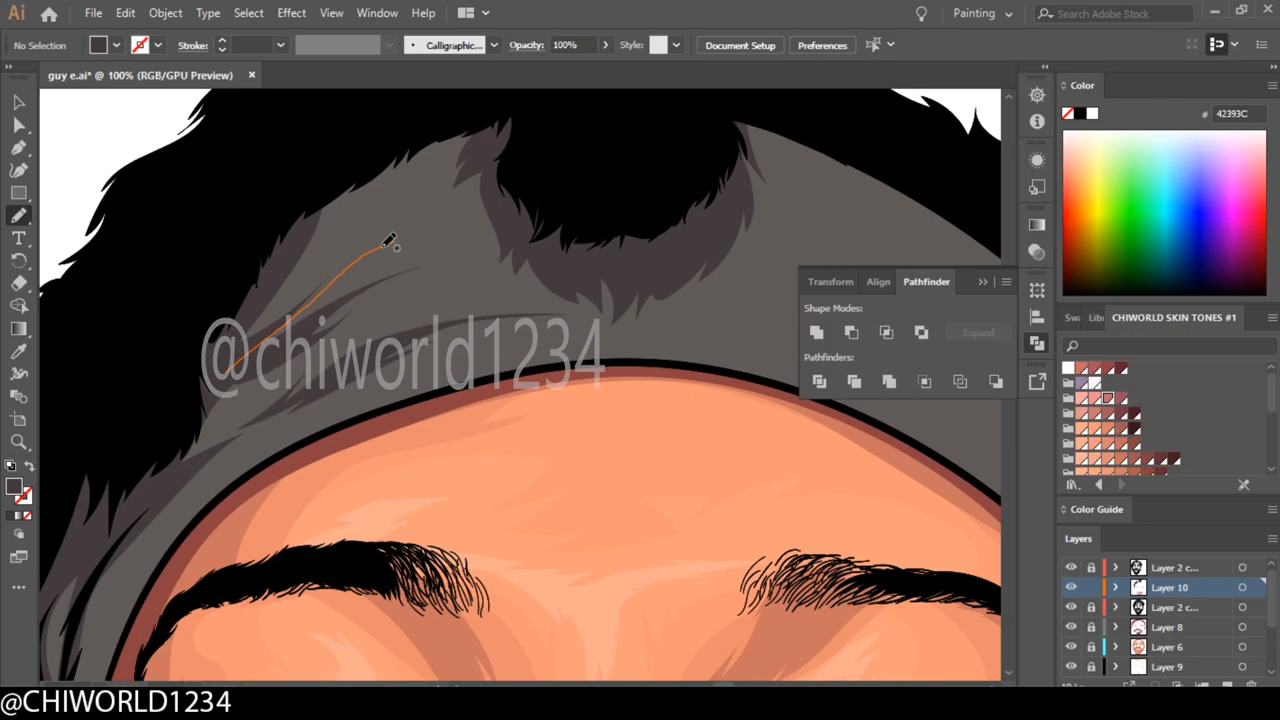 Ai File Edit Object Type Select Effect View Window Help Painting Search Adobe Stock
No Selection Stroke: Calligraphic... Opacity: 100% Style: Document Setup Preferences
guy e.ai* @ 100% (RGB/GPU Preview) ×
Color
# 42393C
Transform Align Pathfinder
Shape Modes:
Expand
Pathfinders:
Swa Libr CHIWORLD SKIN TONES #1
@chiworld1234
Color Guide
Layers
Layer 2 c...
Layer 10
Layer 2 c...
Layer 8
Layer 6
Layer 9
@CHIWORLD1234